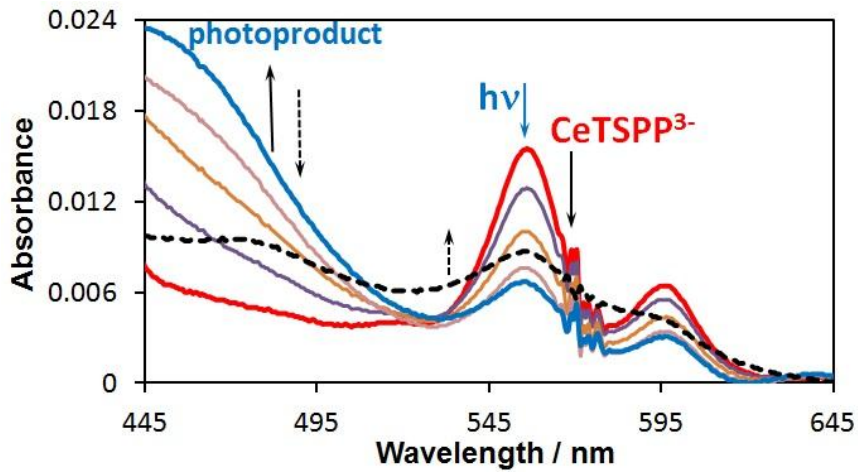 0.024
0.018
0.012
0.006
0
Absorbance
photoproduct
hν
CeTSPP³⁻
445
495
545
595
645
Wavelength / nm